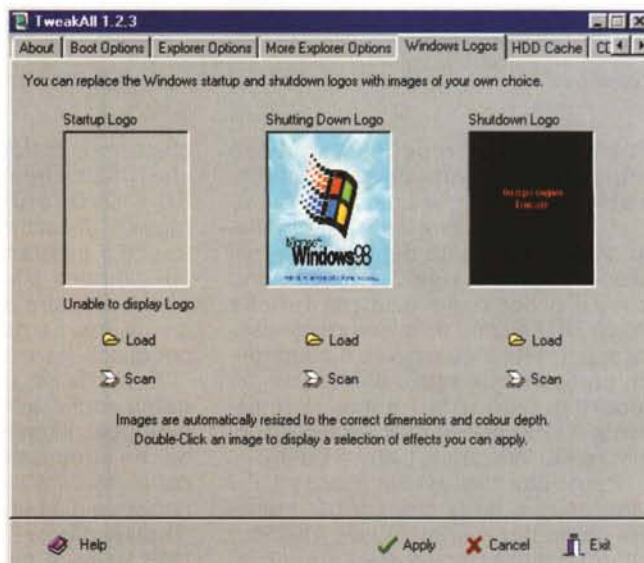 TweakAll 1.2.3
About Boot Options Explorer Options More Explorer Options Windows Logos HDD Cache
You can replace the Windows startup and shutdown logos with images of your own choice.
Startup Logo Shutting Down Logo Shutdown Logo
Microsoft
Windows98
Unable to display Logo
Load Load Load
Scan Scan Scan
Images are automatically resized to the correct dimensions and colour depth.
Double-Click an image to display a selection of effects you can apply.
Help Apply Cancel Exit